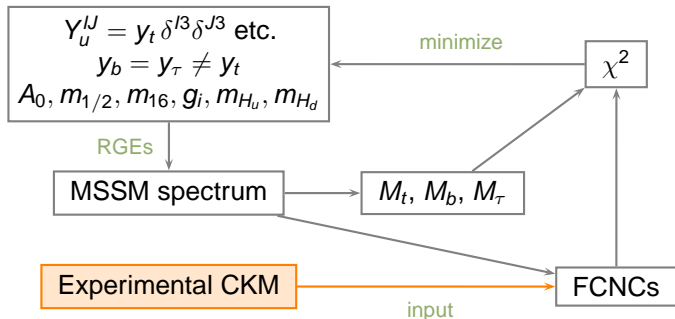 Y_u^{IJ} = y_t δ^{I3}δ^{J3} etc.
y_b = y_τ ≠ y_t
A_0, m_{1/2}, m_{16}, g_i, m_{H_u}, m_{H_d}
minimize
χ²
RGEs
MSSM spectrum
M_t, M_b, M_τ
Experimental CKM
input
FCNCs